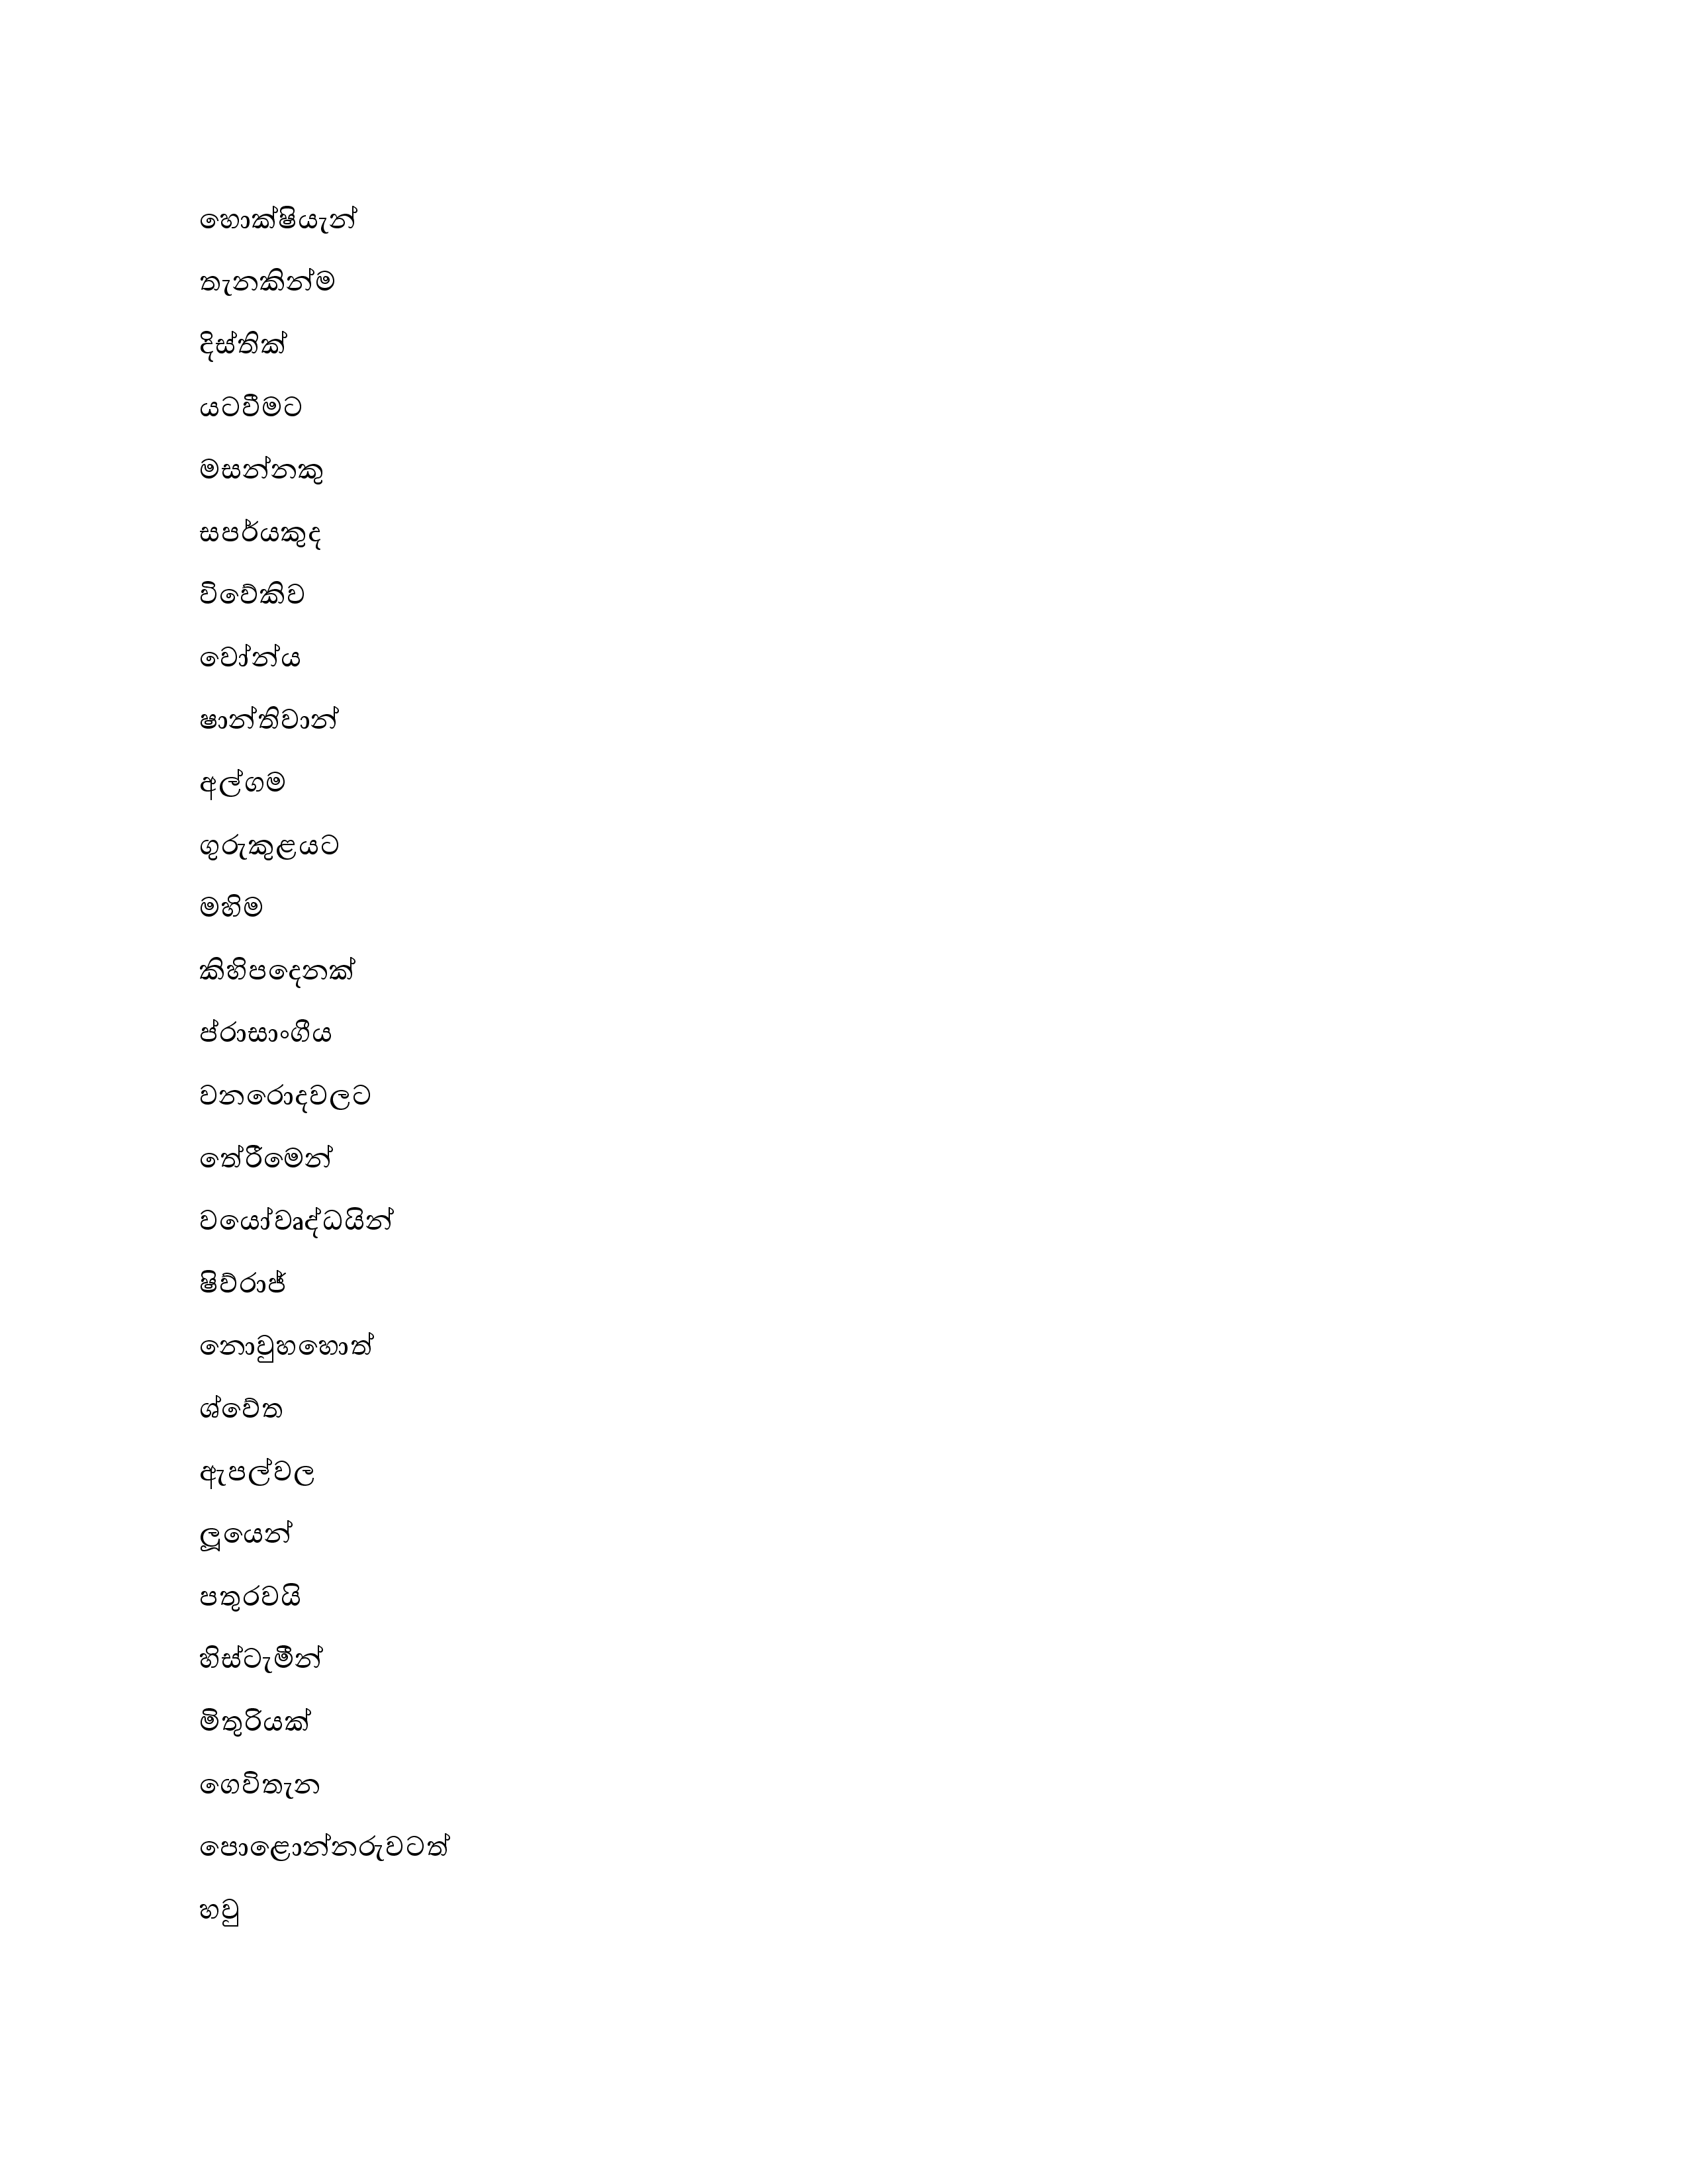 හොක්ෂියැන්
තැනකින්ම
දිස්තික්
යටවීමට
මසන්නකු
සපර්යකුද
විවේකිව
වෝන්ය
ෂාන්තිවාන්
අල්ගම
ගුරුකුළයට
මහිම
කිහිපදෙනක්
ප්රාසාංගීය
වනරොදවලට
තේරීමෙන්
වයෝවෘද්ධයින්
ෂිව්රාජ්
නොවුහහොත්
ශ්වේත
ඇපල්වල
ලූයෙන්
පතුරවයි
හිස්ටැමීන්
මිතුරියක්
ගෙවිතැන
පොළොන්නරුවටත්
හවු